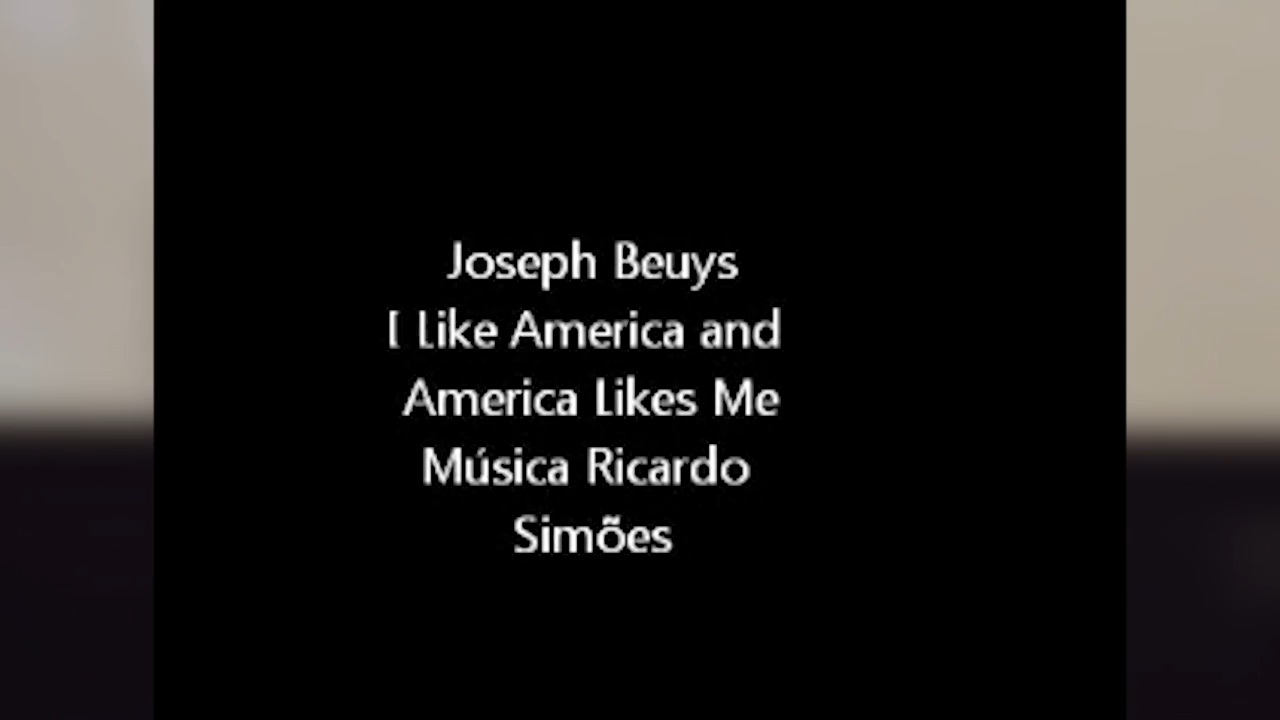 Joseph Beuys
I Like America and
America Likes Me
Música Ricardo
Simões